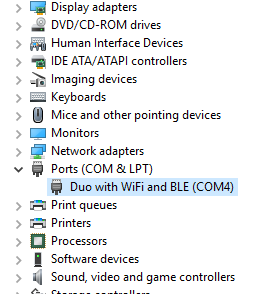 Display adapters
DVD/CD-ROM drives
Human Interface Devices
IDE ATA/ATAPI controllers
Imaging devices
Keyboards
Mice and other pointing devices
Monitors
Network adapters
Ports (COM & LPT)
Duo with WiFi and BLE (COM4)
Print queues
Printers
Processors
Software devices
Sound, video and game controllers